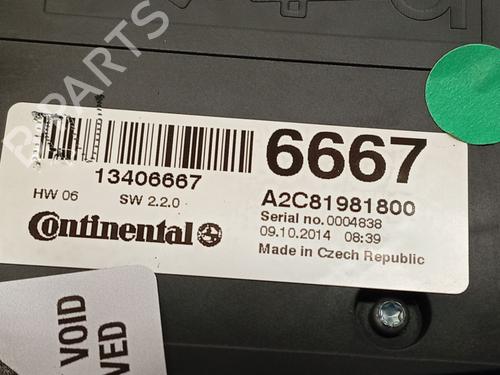 6667
13406667
A2C81981800
HW 06 SW 2.2.0
Serial no.0004838
09.10.2014 08:39
Continental
Made in Czech Republic
VOID
VED
B-PARTS